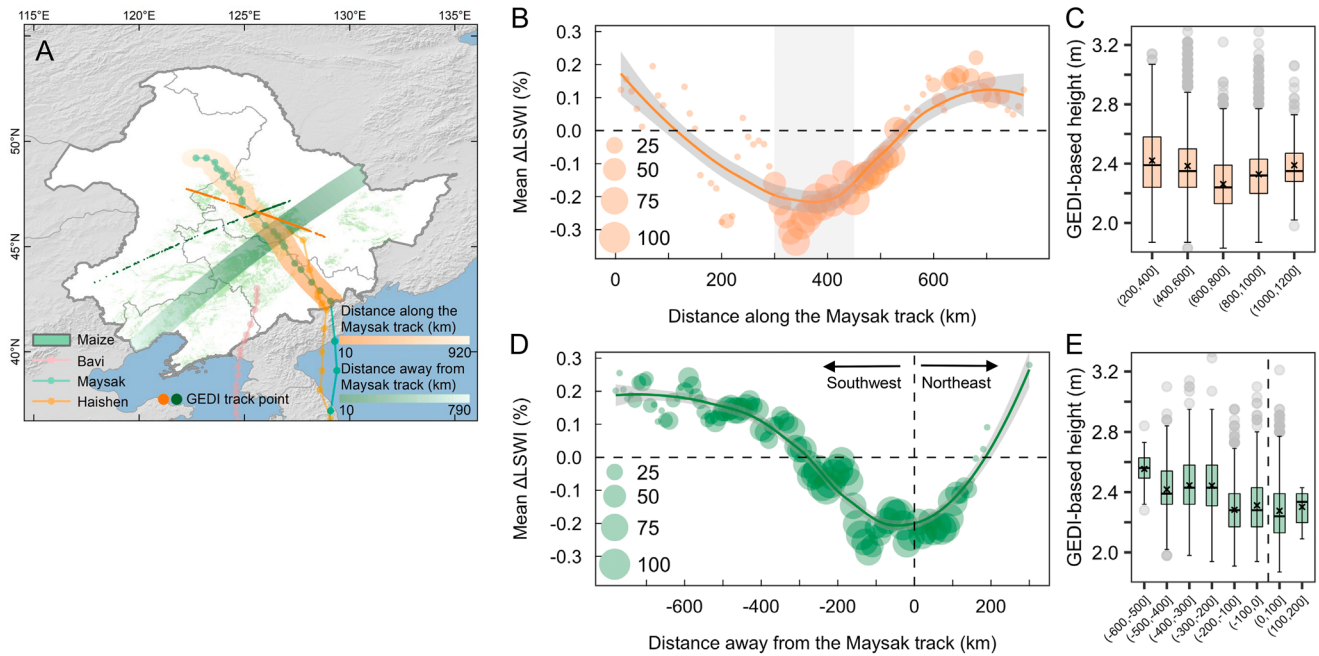 115°E
120°E
125°E
130°E
135°E
A
50°N
45°N
40°N
Maize
Bavi
Maysak
Haishen
GEDI track point
Distance along the
Maysak track (km)
10
920
Distance away from
Maysak track (km)
10
790
B
Mean ΔLSWI (%)
0.3
0.2
0.1
0.0
-0.1
-0.2
-0.3
25
50
75
100
0
200
400
600
Distance along the Maysak track (km)
C
GEDI-based height (m)
3.2
2.8
2.4
2.0
(200,400]
(400,600]
(600,800]
(800,1000]
(1000,1200]
D
Mean ΔLSWI (%)
0.3
0.2
0.1
0.0
-0.1
-0.2
-0.3
Southwest
Northeast
25
50
75
100
-600
-400
-200
0
200
Distance away from the Maysak track (km)
E
GEDI-based height (m)
3.2
2.8
2.4
2.0
(-600,-500]
(-500,-400]
(-400,-300]
(-300,-200]
(-200,-100]
(-100,0]
(0,100]
(100,200]